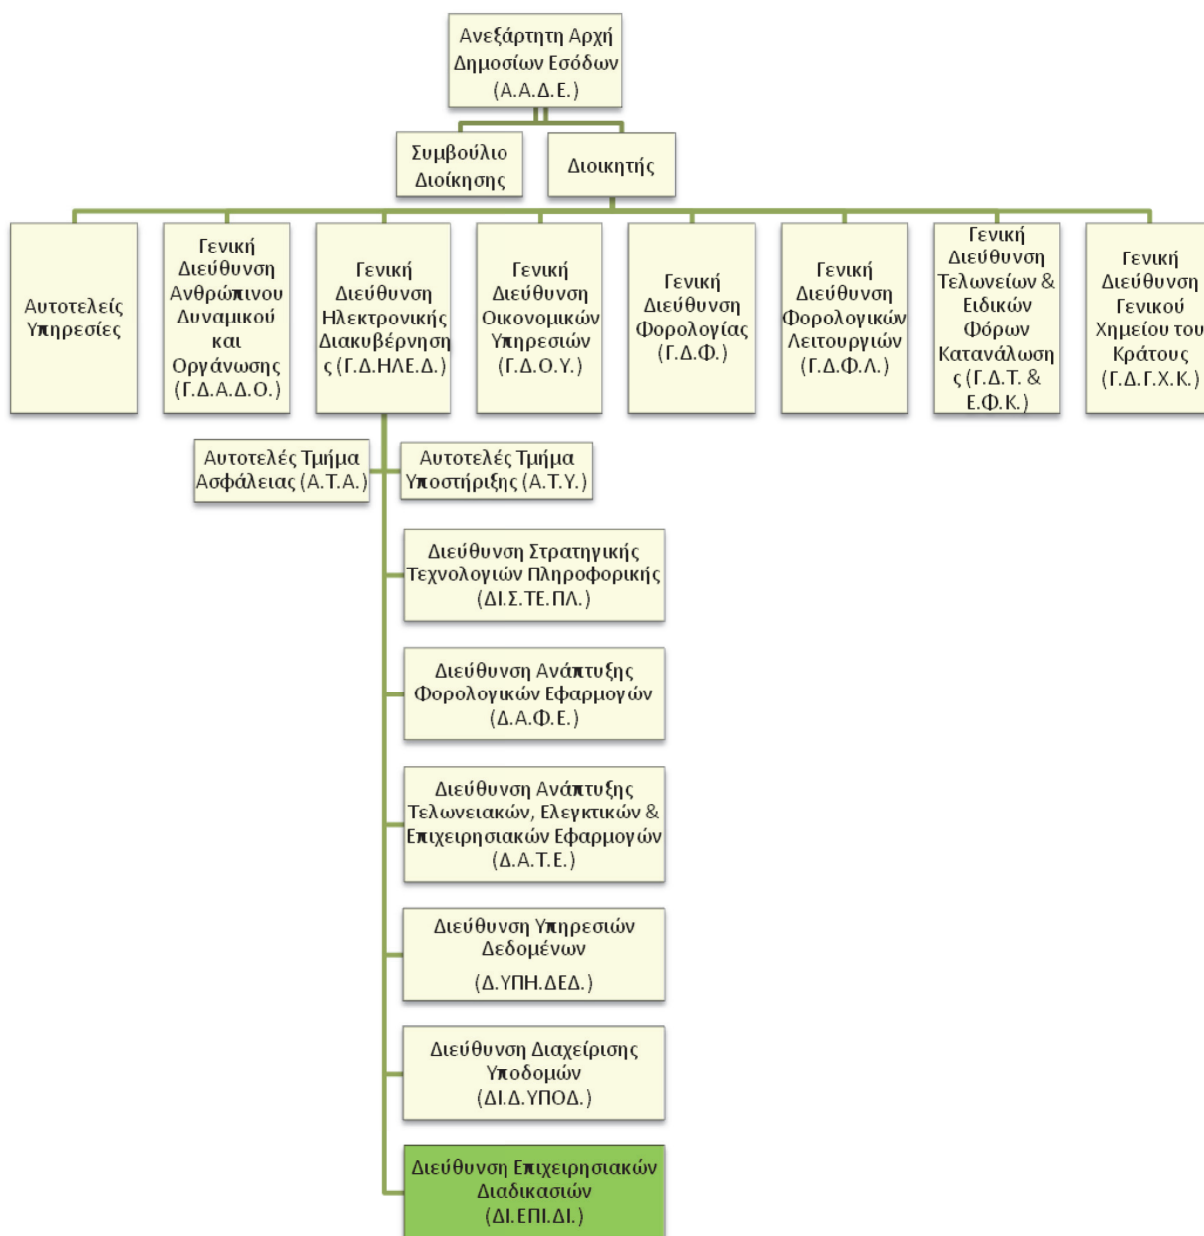 Ανεξάρτητη Αρχή
Δημοσίων Εσόδων
(Α.Α.Δ.Ε.)
Συμβούλιο
Διοίκησης
Διοικητής
Αυτοτελείς
Υπηρεσίες
Γενική
Διεύθυνση
Ανθρώπινου
Δυναμικού
και
Οργάνωσης
(Γ.Δ.Α.Δ.Ο.)
Γενική
Διεύθυνση
Ηλεκτρονικής
Διακυβέρνηση
ς (Γ.Δ.ΗΛΕ.Δ.)
Γενική
Διεύθυνση
Οικονομικών
Υπηρεσιών
(Γ.Δ.Ο.Υ.)
Γενική
Διεύθυνση
Φορολογίας
(Γ.Δ.Φ.)
Γενική
Διεύθυνση
Φορολογικών
Λειτουργιών
(Γ.Δ.Φ.Λ.)
Γενική
Διεύθυνση
Τελωνείων &
Ειδικών
Φόρων
Κατανάλωση
ς (Γ.Δ.Τ. &
Ε.Φ.Κ.)
Γενική
Διεύθυνση
Γενικού
Χημείου του
Κράτους
(Γ.Δ.Γ.Χ.Κ.)
Αυτοτελές Τμήμα
Ασφάλειας (Α.Τ.Α.)
Αυτοτελές Τμήμα
Υποστήριξης (Α.Τ.Υ.)
Διεύθυνση Στρατηγικής
Τεχνολογιών Πληροφορικής
(ΔΙ.Σ.ΤΕ.ΠΛ.)
Διεύθυνση Ανάπτυξης
Φορολογικών Εφαρμογών
(Δ.Α.Φ.Ε.)
Διεύθυνση Ανάπτυξης
Τελωνειακών, Ελεγκτικών &
Επιχειρησιακών Εφαρμογών
(Δ.Α.Τ.Ε.)
Διεύθυνση Υπηρεσιών
Δεδομένων
(Δ.ΥΠΗ.ΔΕΔ.)
Διεύθυνση Διαχείρισης
Υποδομών
(ΔΙ.Δ.ΥΠΟΔ.)
Διεύθυνση Επιχειρησιακών
Διαδικασιών
(ΔΙ.ΕΠΙ.ΔΙ.)